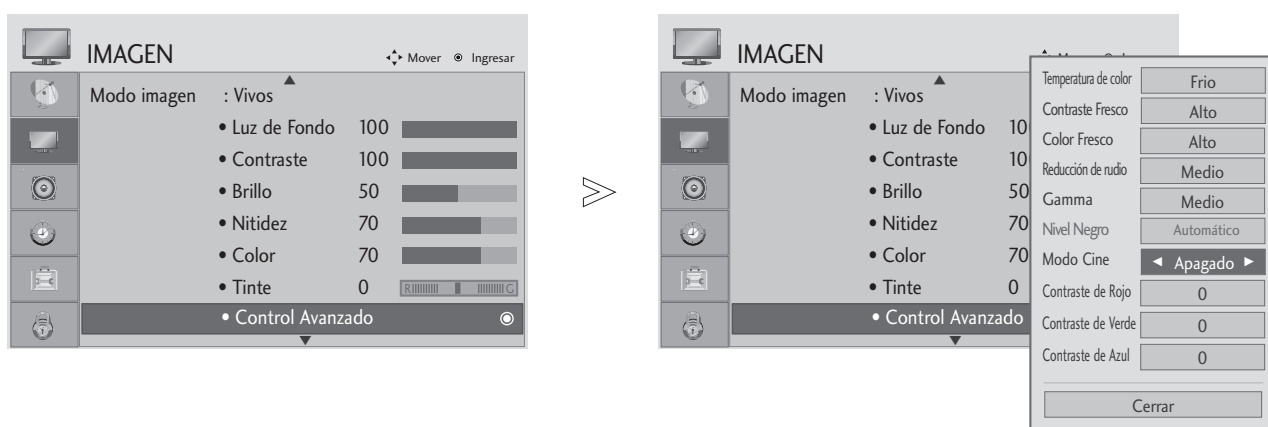 IMAGEN
Mover Ingresar
Modo imagen : Vivos
• Luz de Fondo 100
• Contraste 100
• Brillo 50
• Nitidez 70
• Color 70
• Tinte 0 R G
• Control Avanzado
IMAGEN
Modo imagen : Vivos
• Luz de Fondo 10
• Contraste 10
• Brillo 50
• Nitidez 70
• Color 70
• Tinte 0
• Control Avanzado
Temperatura de color Frio
Contraste Fresco Alto
Color Fresco Alto
Reducción de rudio Medio
Gamma Medio
Nivel Negro Automático
Modo Cine ◄ Apagado ►
Contraste de Rojo 0
Contraste de Verde 0
Contraste de Azul 0
Cerrar